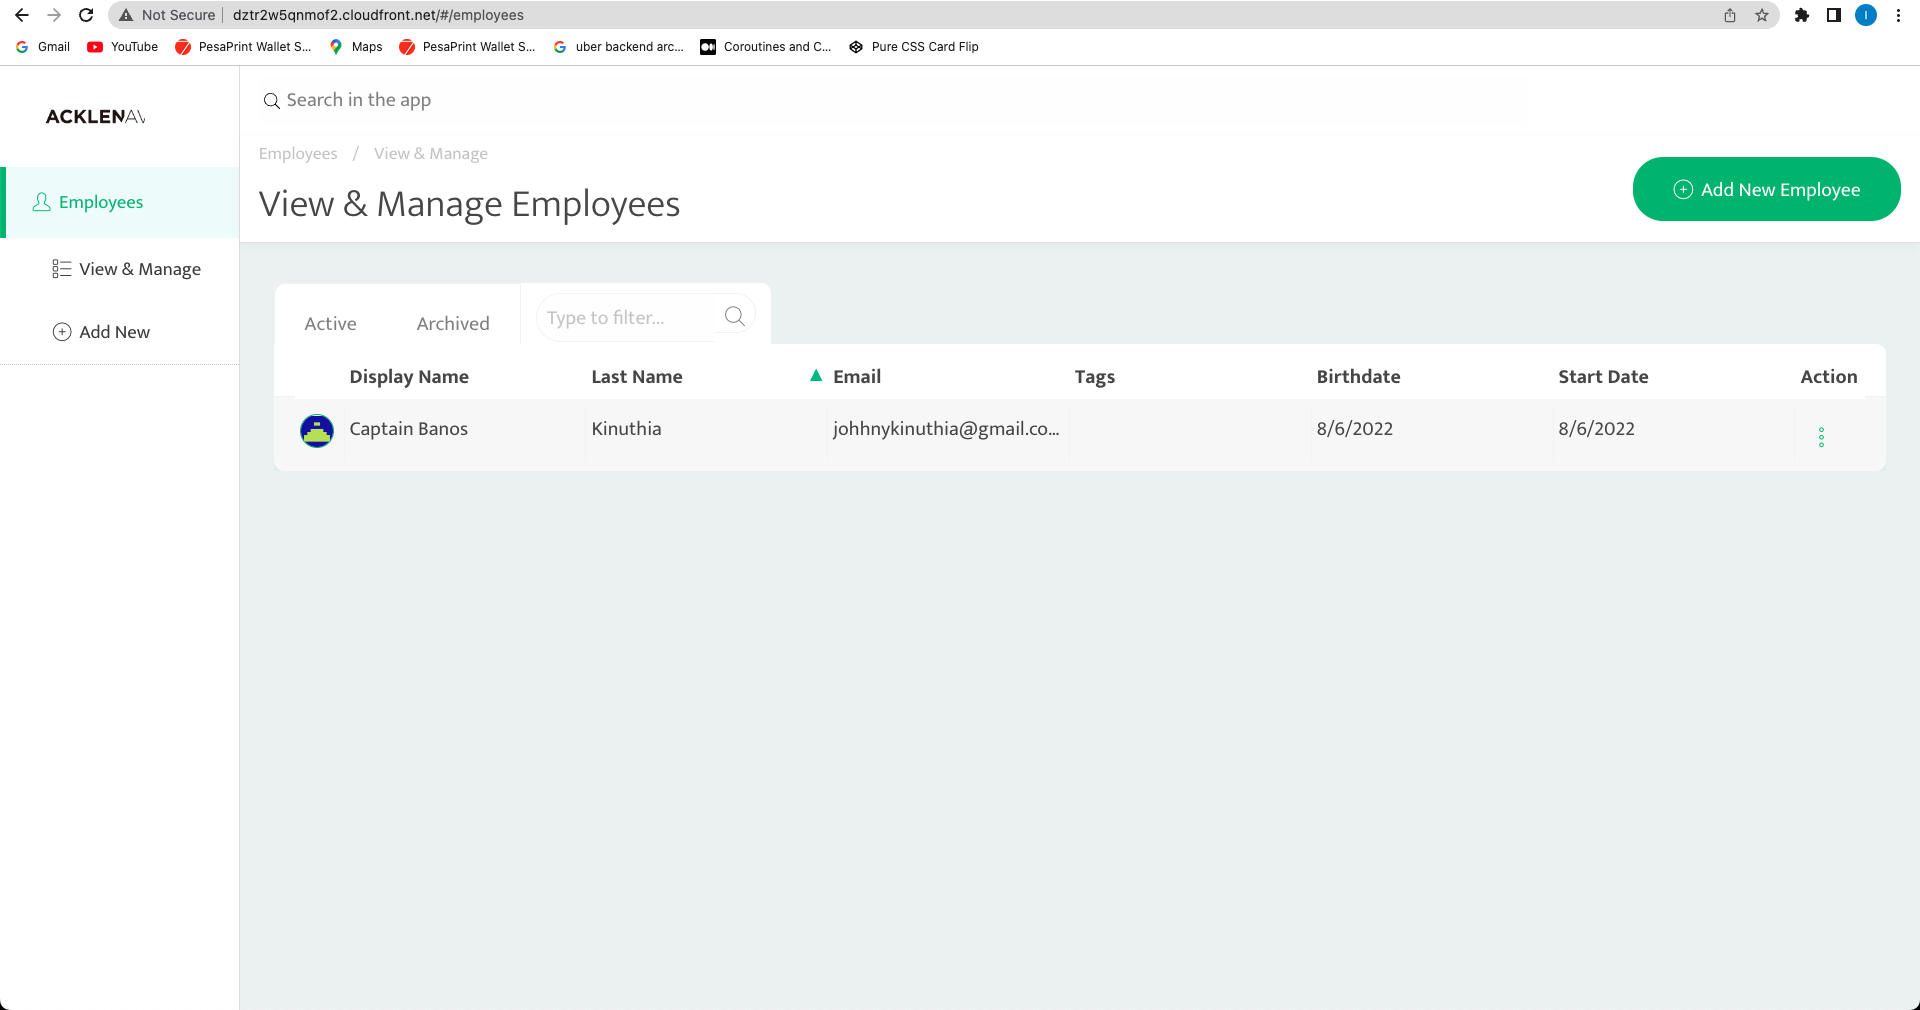 Not Secure dztr2w5qnmof2.cloudfront.net/#/employees I
Gmail YouTube PesaPrint Wallet S... Maps PesaPrint Wallet S... uber backend arc... Coroutines and C... Pure CSS Card Flip
ACKLENAV
Employees
View & Manage
Add New
Search in the app
Employees / View & Manage
View & Manage Employees
Add New Employee
Active Archived Type to filter...
Display Name Last Name Email Tags Birthdate Start Date Action
Captain Banos Kinuthia johhnykinuthia@gmail.co... 8/6/2022 8/6/2022